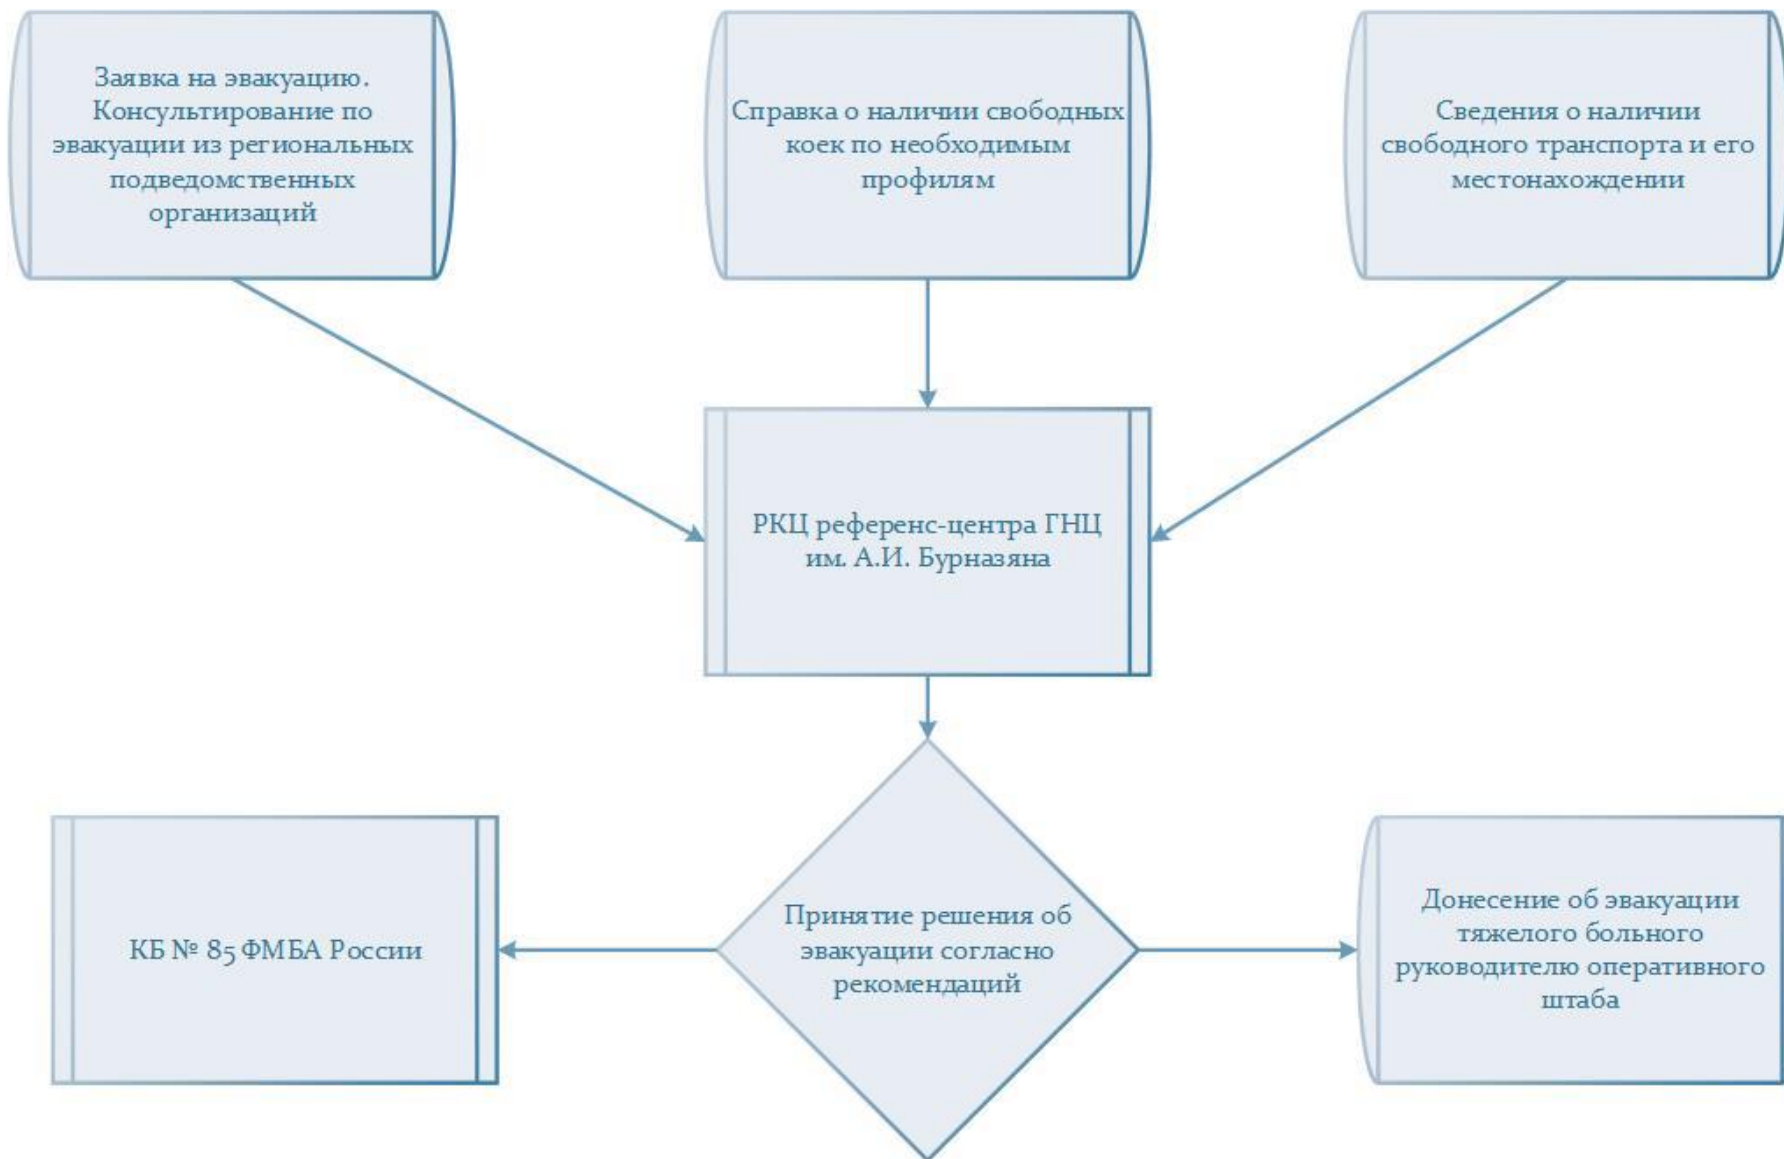 Заявка на эвакуацию.
Консультирование по
эвакуации из региональных
подведомственных
организаций
Справка о наличии свободных
коек по необходимым
профилям
Сведения о наличии
свободного транспорта и его
местонахождении
РКЦ референс-центра ГНЦ
им. А.И. Бурназяна
КБ № 85 ФМБА России
Принятие решения об
эвакуации согласно
рекомендаций
Донесение об эвакуации
тяжелого больного
руководителю оперативного
штаба